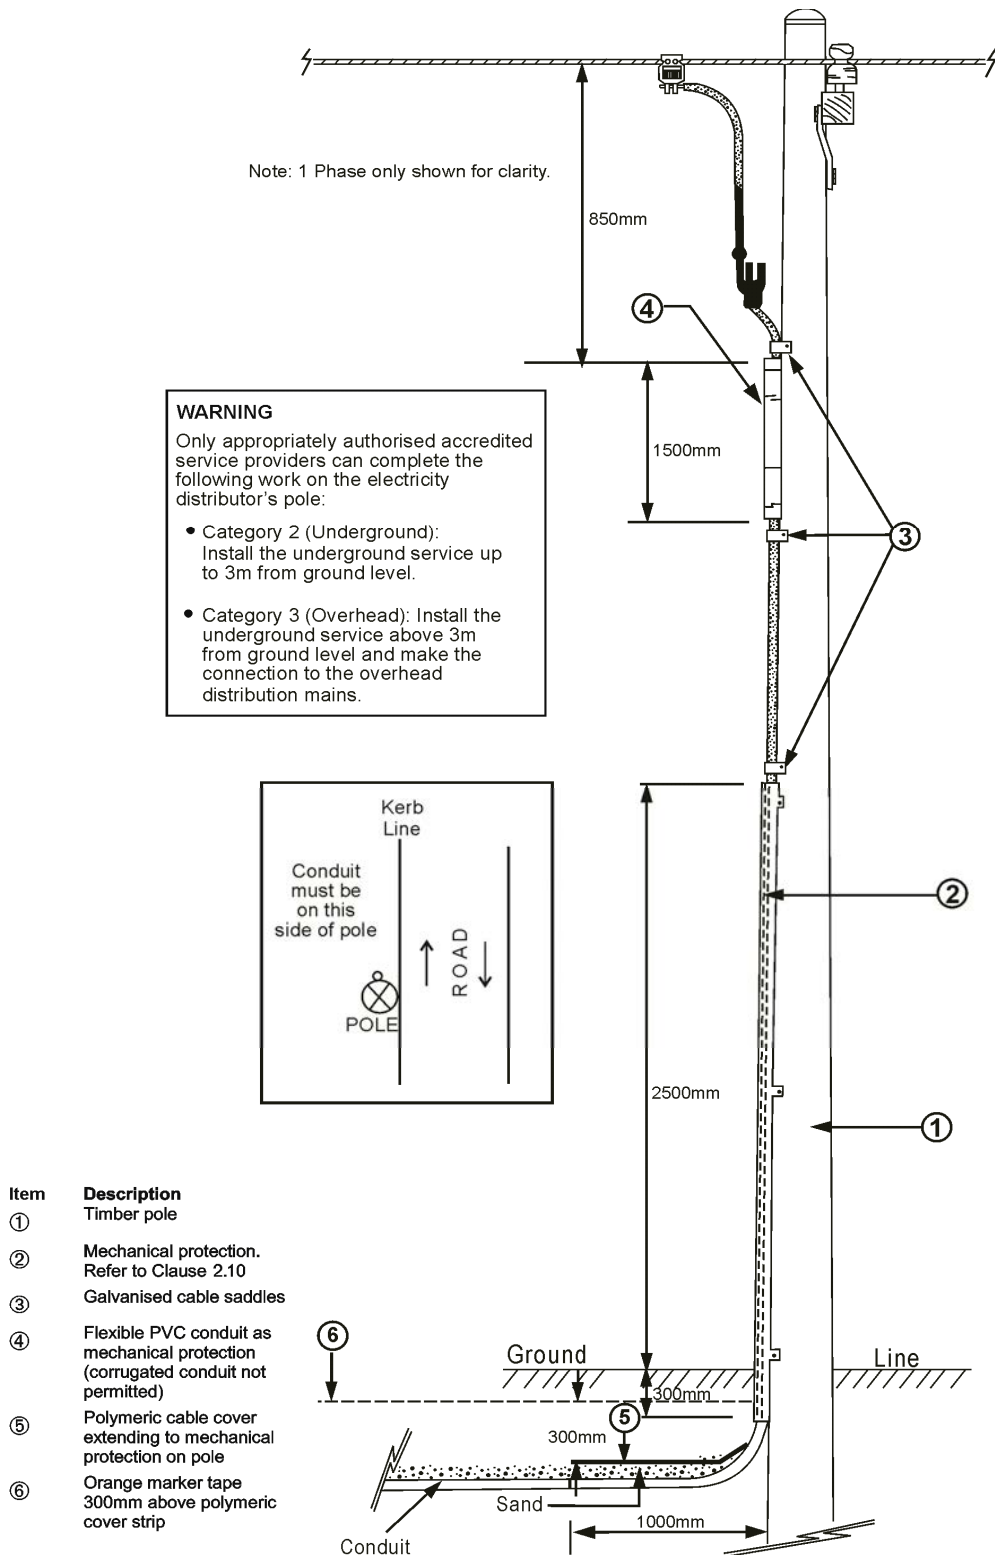 Note: 1 Phase only shown for clarity.
850mm
4
1500mm
WARNING
Only appropriately authorised accredited
service providers can complete the
following work on the electricity
distributor's pole:
• Category 2 (Underground):
Install the underground service up
to 3m from ground level.
• Category 3 (Overhead): Install the
underground service above 3m
from ground level and make the
connection to the overhead
distribution mains.
3
Kerb
Line
Conduit
must be
on this
side of pole
ROAD
POLE
2
2500mm
1
Item Description
1 Timber pole
2 Mechanical protection.
Refer to Clause 2.10
3 Galvanised cable saddles
4 Flexible PVC conduit as
mechanical protection
(corrugated conduit not
permitted)
5 Polymeric cable cover
extending to mechanical
protection on pole
6 Orange marker tape
300mm above polymeric
cover strip
6
Ground Line
300mm
5
300mm
Sand
1000mm
Conduit